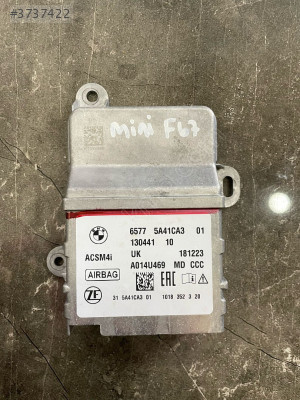 #3737422
MINI F67
6577 5A41CA3 01
130441 10
ACSM4i UK 181223
A014U469 MD CCC
AIRBAG EAC
ZF
31 5A41CA3 01 1018 352 3 20